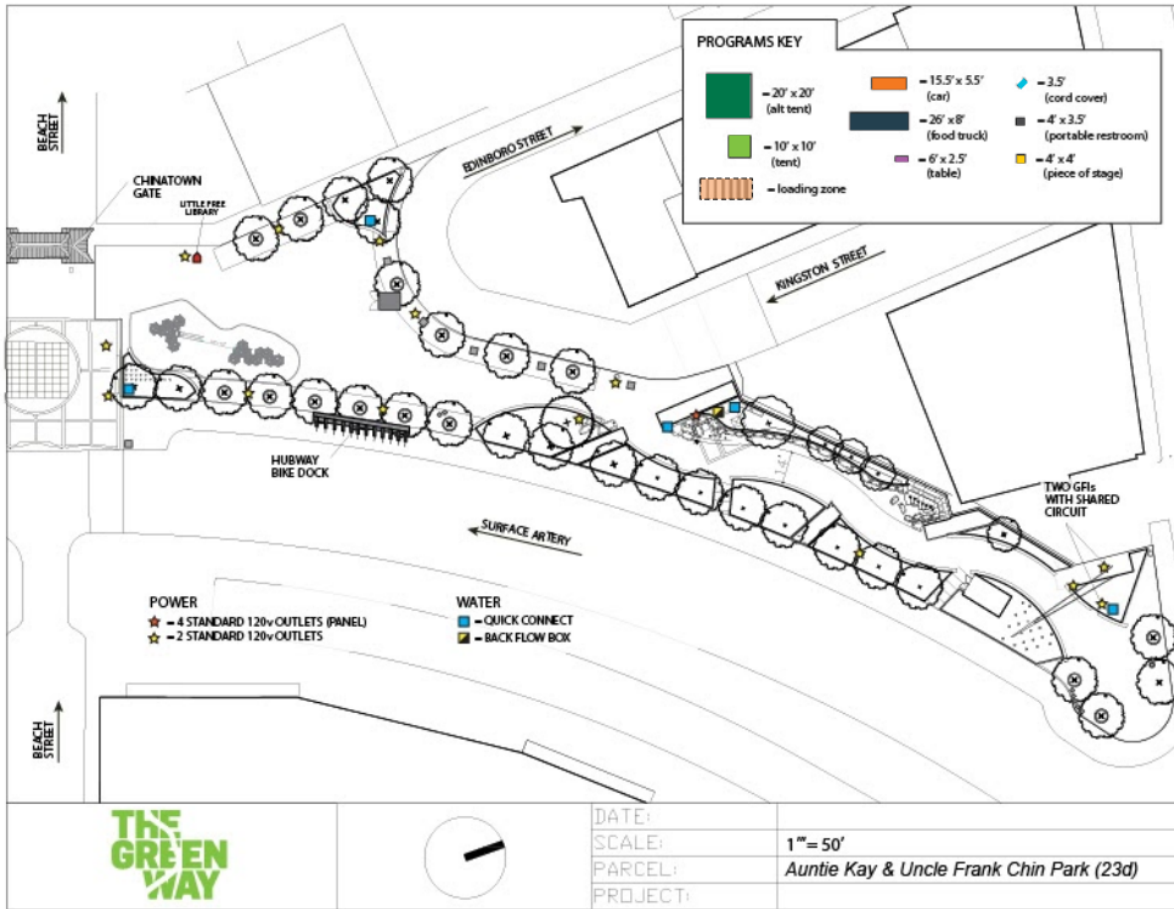 PROGRAMS KEY
= 20' x 20'
(alt tent)
= 10' x 10'
(tent)
= loading zone
= 15.5' x 5.5'
(car)
= 26' x 8'
(food truck)
= 6' x 2.5'
(table)
= 3.5'
(cord cover)
= 4' x 3.5'
(portable restroom)
= 4' x 4'
(piece of stage)
BEACH
STREET
CHINATOWN
GATE
LITTLE FREE
LIBRARY
EDINBORO STREET
KINGSTON STREET
14'
HUBWAY
BIKE DOCK
TWO GFIs
WITH SHARED
CIRCUIT
SURFACE ARTERY
POWER
= 4 STANDARD 120v OUTLETS (PANEL)
= 2 STANDARD 120v OUTLETS
WATER
= QUICK CONNECT
= BACK FLOW BOX
BEACH
STREET
THE
GREEN
WAY
DATE:
SCALE: 1"" = 50'
PARCEL: Auntie Kay & Uncle Frank Chin Park (23d)
PROJECT: